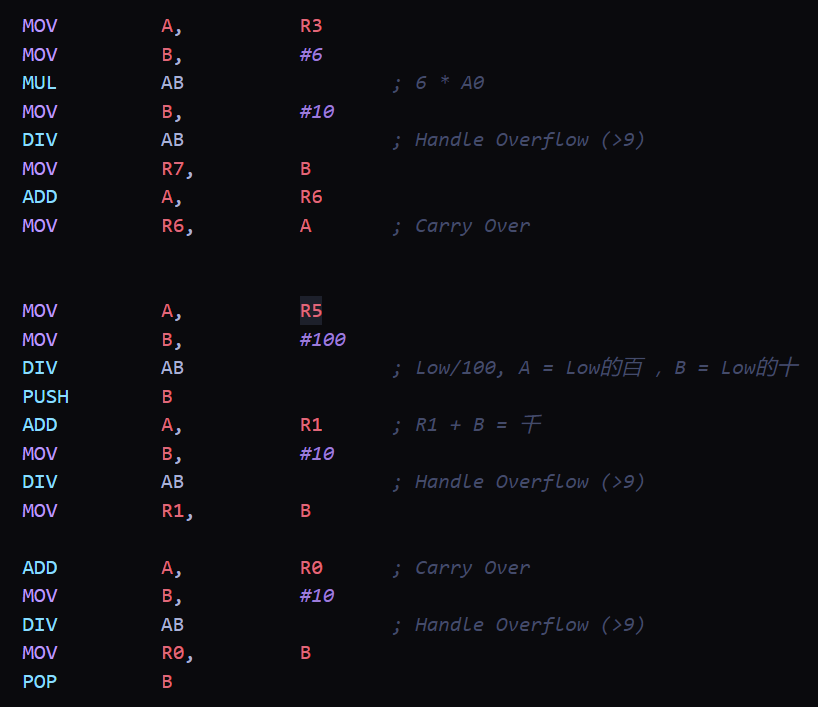 MOV A, R3
MOV B, #6
MUL AB ; 6 * A0
MOV B, #10
DIV AB ; Handle Overflow (>9)
MOV R7, B
ADD A, R6
MOV R6, A ; Carry Over
MOV A, R5
MOV B, #100
DIV AB ; Low/100, A = Low的百 , B = Low的十
PUSH B
ADD A, R1 ; R1 + B = 千
MOV B, #10
DIV AB ; Handle Overflow (>9)
MOV R1, B
ADD A, R0 ; Carry Over
MOV B, #10
DIV AB ; Handle Overflow (>9)
MOV R0, B
POP B